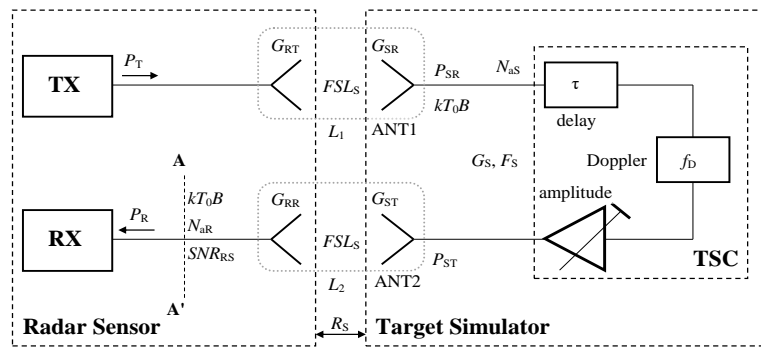 G_RT G_SR
P_T P_SR N_aS
TX FSL_S τ
kT_0B
L_1 ANT1 delay
A G_S, F_S Doppler f_D
kT_0B G_RR G_ST amplitude
P_R N_aR
RX FSL_S
SNR_RS P_ST TSC
L_2 ANT2
A'
Radar Sensor R_S Target Simulator